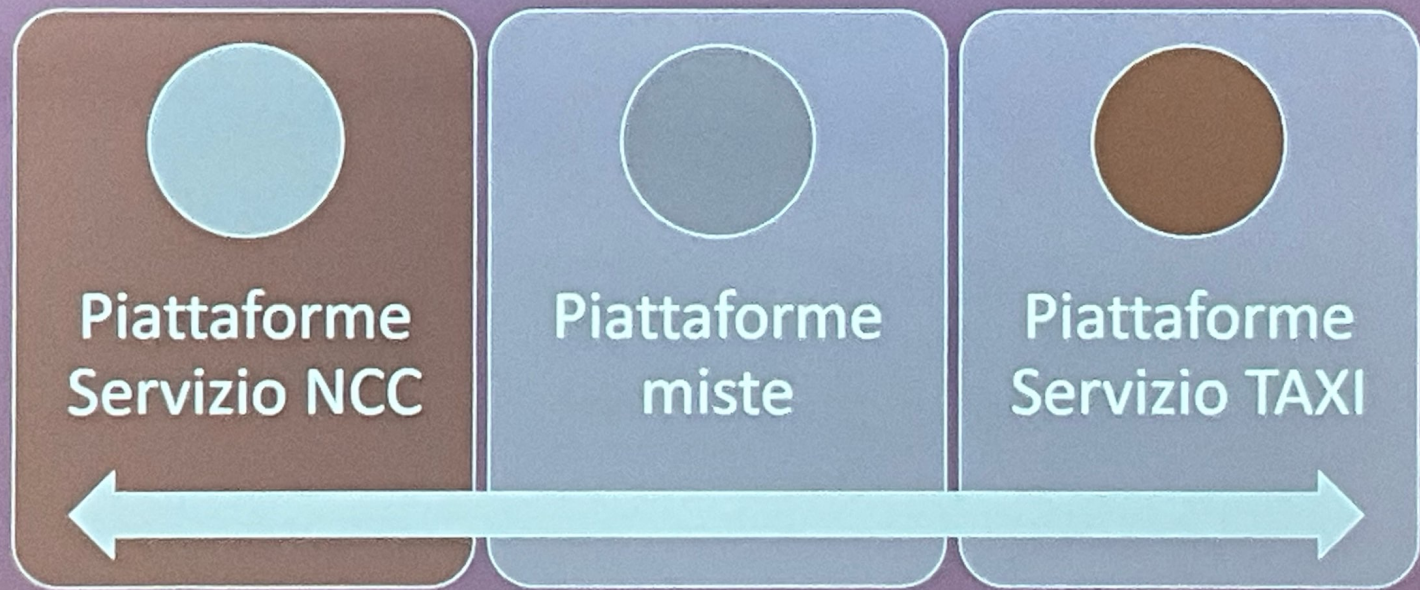 Piattaforme
Servizio NCC
Piattaforme
miste
Piattaforme
Servizio TAXI